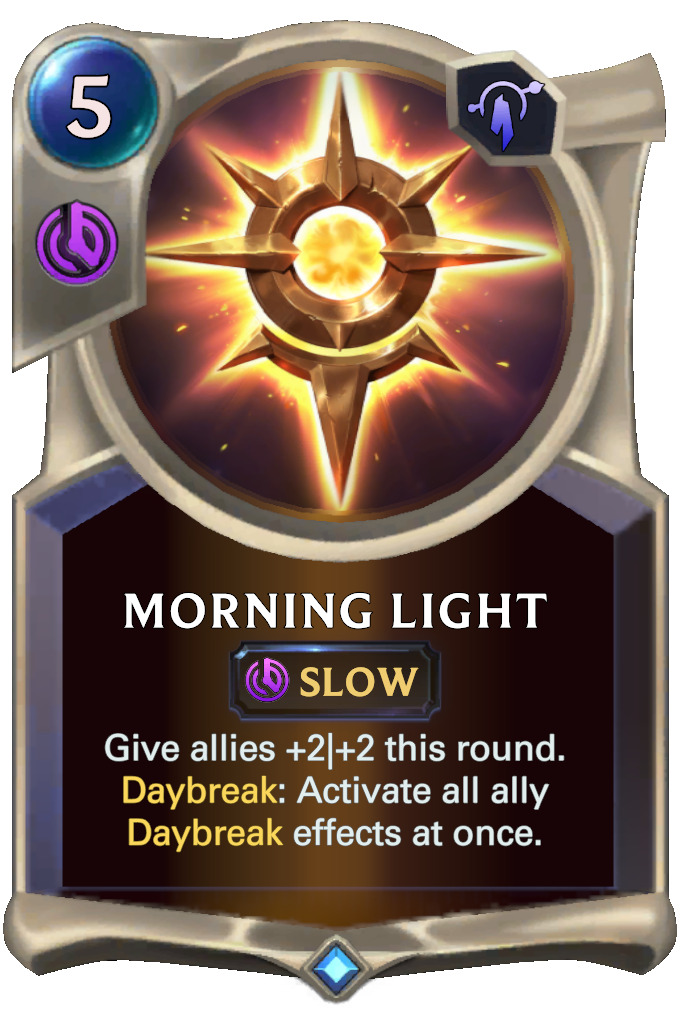 5
MORNING LIGHT
SLOW
Give allies +2|+2 this round.
Daybreak: Activate all ally
Daybreak effects at once.